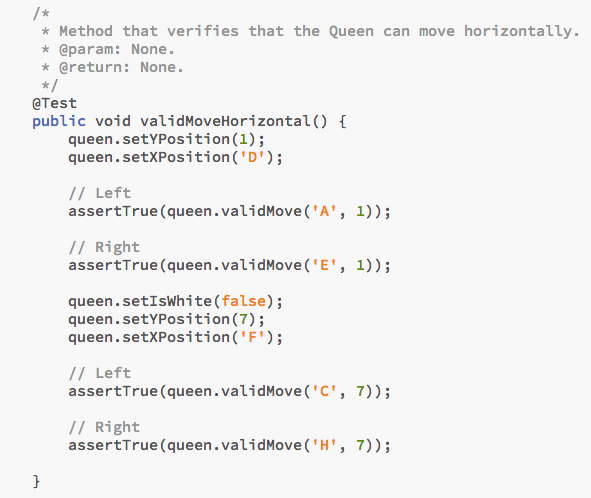 /*
 * Method that verifies that the Queen can move horizontally.
 * @param: None.
 * @return: None.
 */
@Test
public void validMoveHorizontal() {
    queen.setYPosition(1);
    queen.setXPosition('D');

    // Left
    assertTrue(queen.validMove('A', 1));

    // Right
    assertTrue(queen.validMove('E', 1));

    queen.setIsWhite(false);
    queen.setYPosition(7);
    queen.setXPosition('F');

    // Left
    assertTrue(queen.validMove('C', 7));

    // Right
    assertTrue(queen.validMove('H', 7));

}